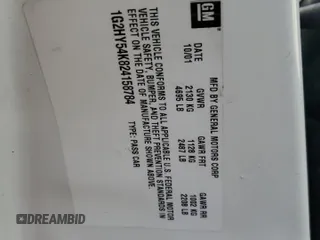 GM MFD BY GENERAL MOTORS CORP
DATE GVWR GAWR FRT GAWR RR
10/01 2130 KG 1128 KG 1002 KG
4695 LB 2487 LB 2208 LB
THIS VEHICLE CONFORMS TO ALL APPLICABLE U.S. FEDERAL MOTOR
VEHICLE SAFETY, BUMPER, AND THEFT PREVENTION STANDARDS IN
EFFECT ON THE DATE OF MANUFACTURE SHOWN ABOVE.
1G2HY54K824158784 TYPE: PASS CAR
DREAMBID